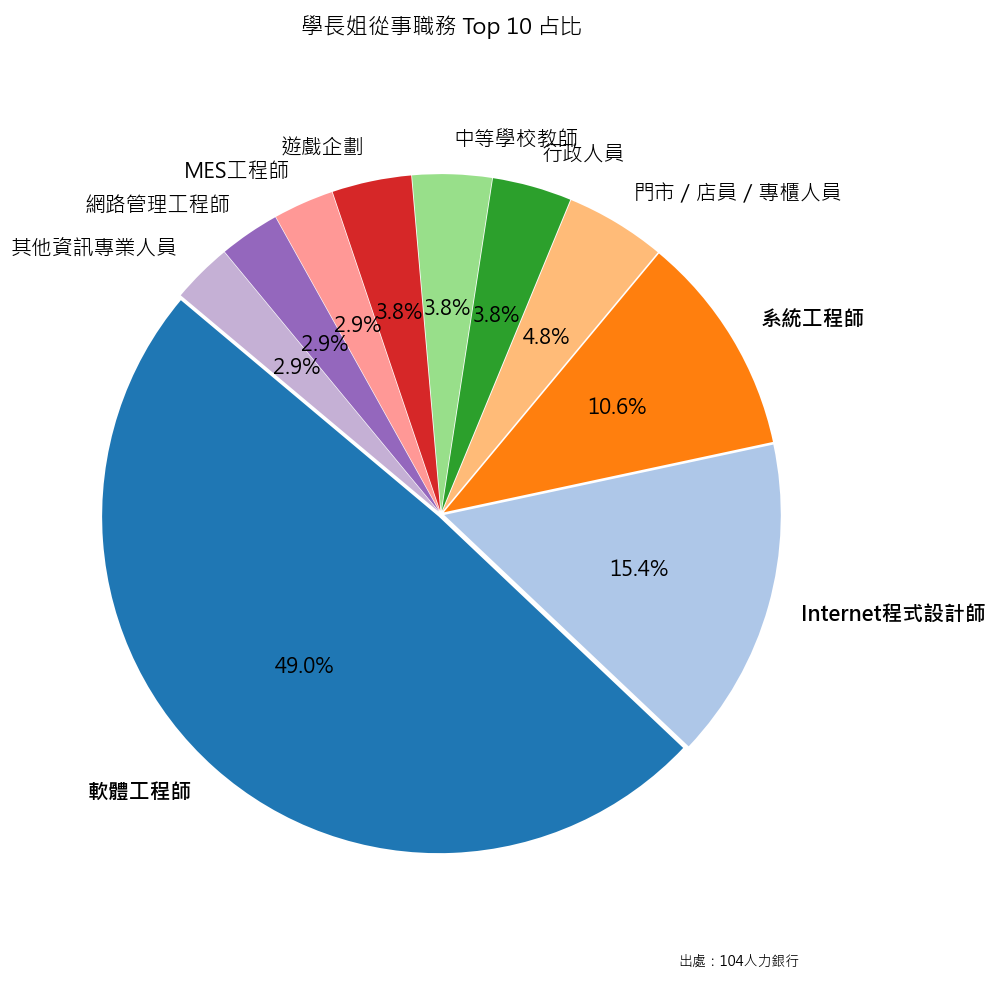 學長姐從事職務 Top 10 占比
中等學校教師
遊戲企劃
行政人員
MES工程師
門市 / 店員 / 專櫃人員
網路管理工程師
其他資訊專業人員
3.8%
3.8%
3.8%
2.9%
4.8%
2.9%
2.9%
系統工程師
10.6%
15.4%
Internet程式設計師
49.0%
軟體工程師
出處：104人力銀行